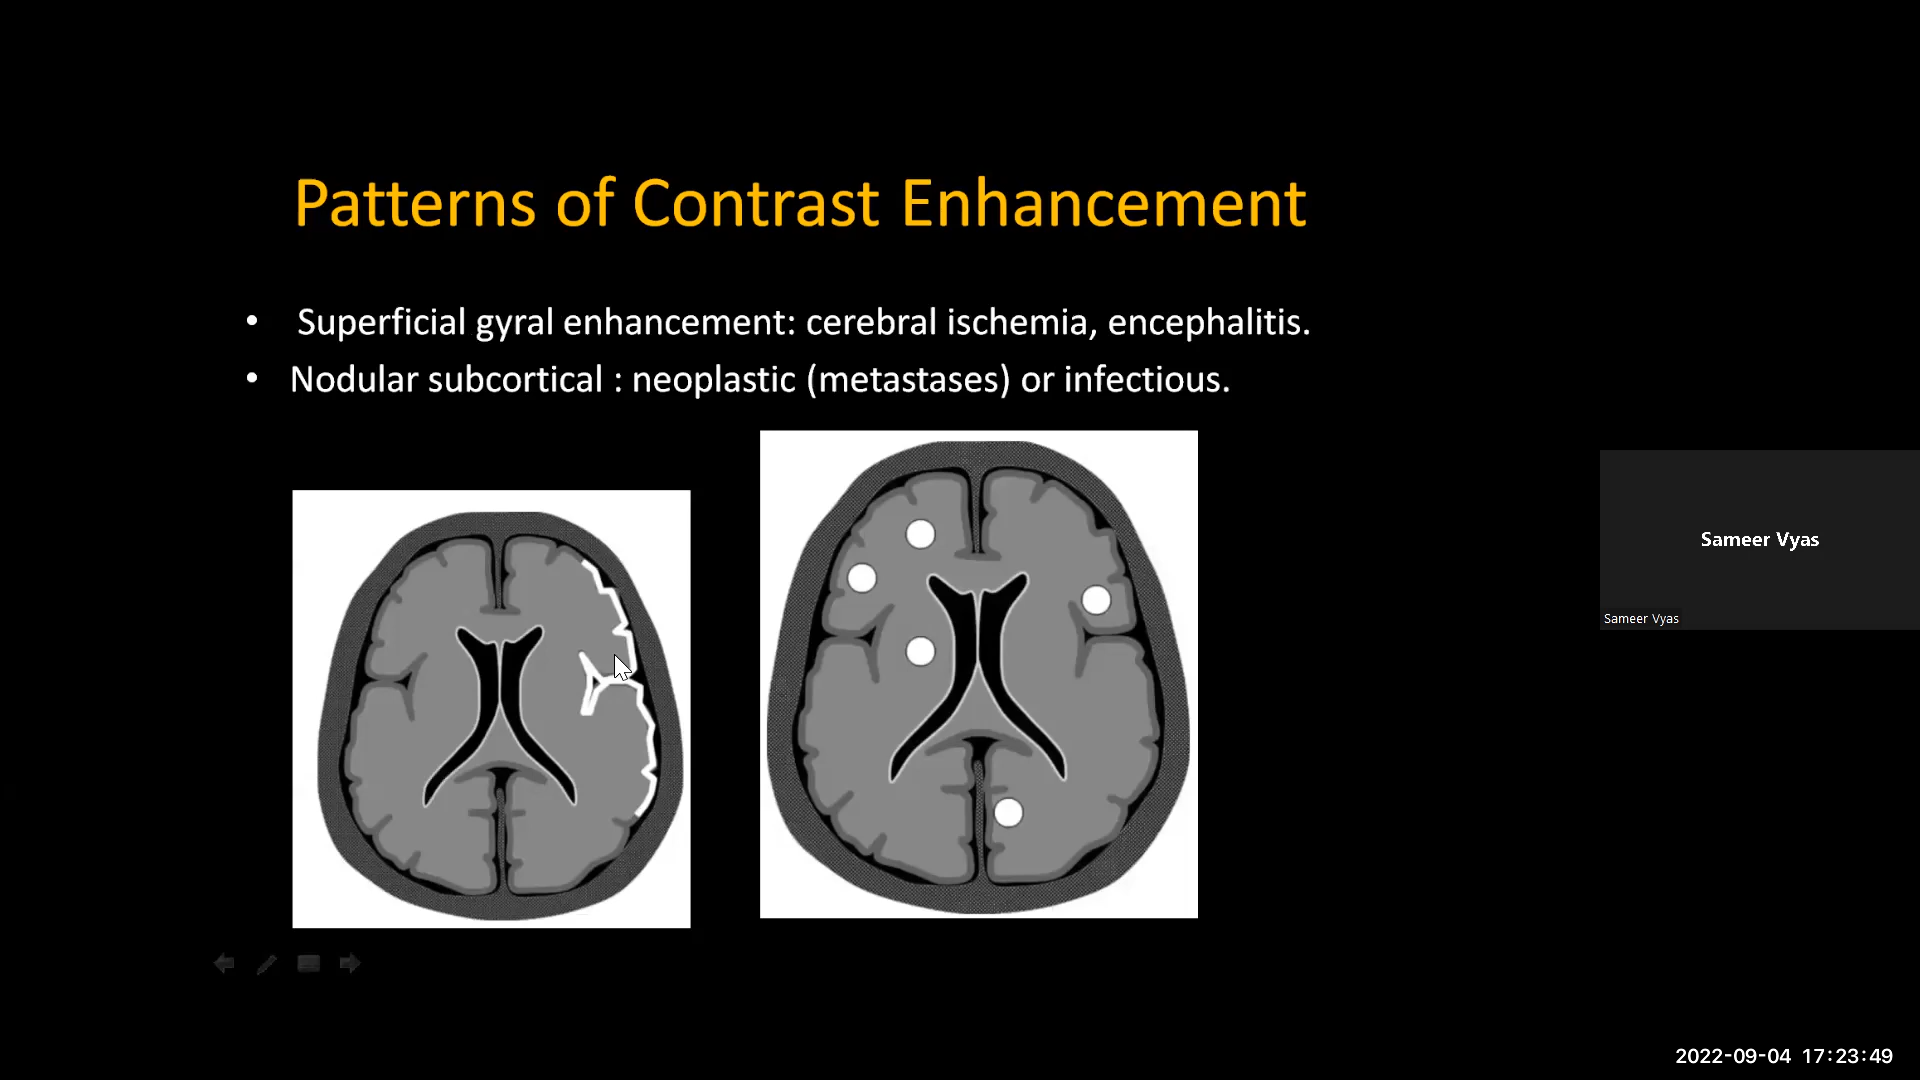 Patterns of Contrast Enhancement
• Superficial gyral enhancement: cerebral ischemia, encephalitis.
• Nodular subcortical : neoplastic (metastases) or infectious.
Sameer Vyas
Sameer Vyas
2022-09-04 17:23:49